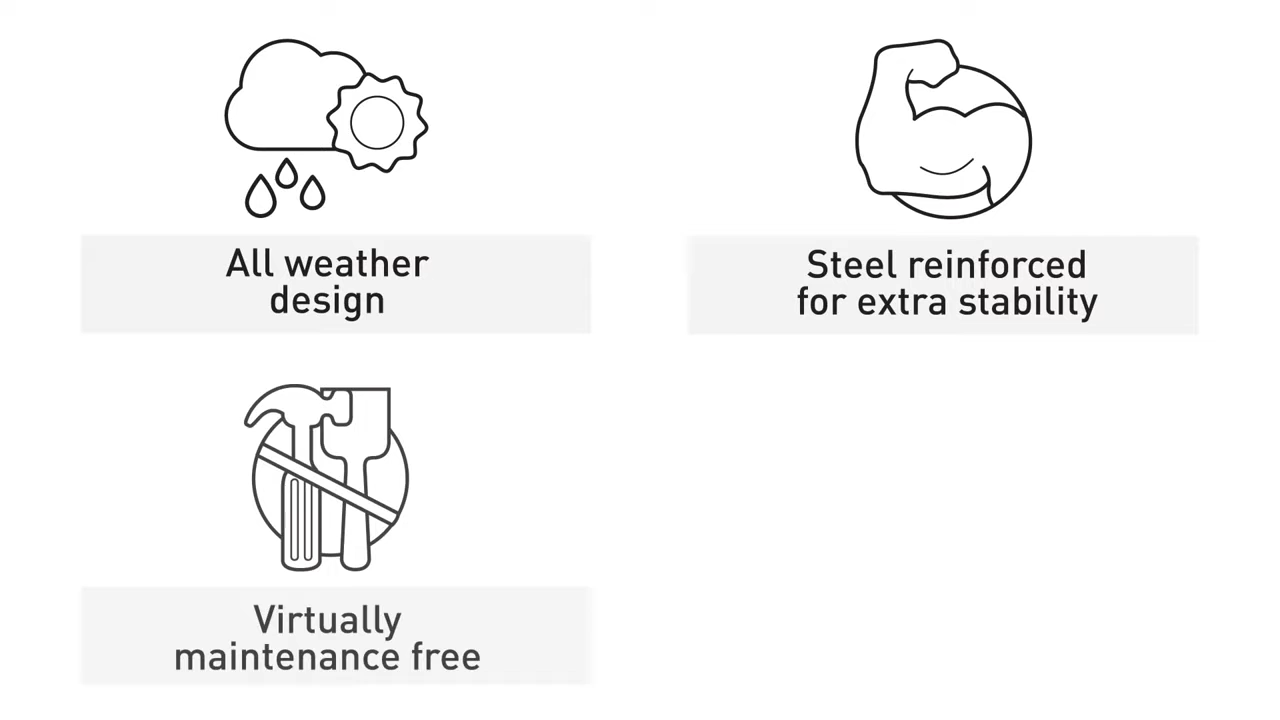 All weather
design
Steel reinforced
for extra stability
Virtually
maintenance free